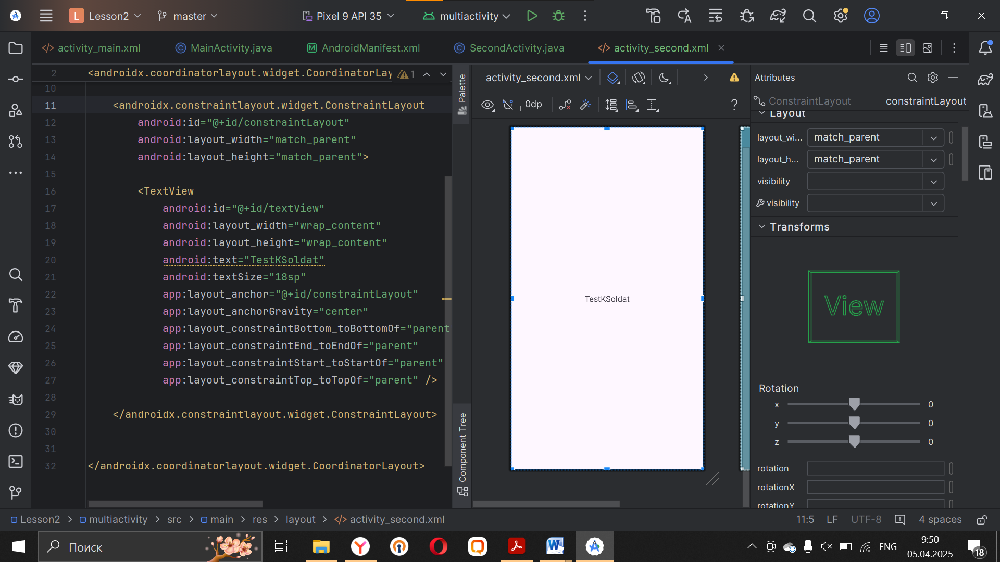 L Lesson2 master Pixel 9 API 35 multiactivity
activity_main.xml MainActivity.java AndroidManifest.xml SecondActivity.java activity_second.xml
2 <androidx.coordinatorlayout.widget.CoordinatorLay 1
10
11 <androidx.constraintlayout.widget.ConstraintLayout
12 android:id="@+id/constraintLayout"
13 android:layout_width="match_parent"
14 android:layout_height="match_parent">
15
16 <TextView
17 android:id="@+id/textView"
18 android:layout_width="wrap_content"
19 android:layout_height="wrap_content"
20 android:text="TestKSoldat"
21 android:textSize="18sp"
22 app:layout_anchor="@+id/constraintLayout"
23 app:layout_anchorGravity="center"
24 app:layout_constraintBottom_toBottomOf="parent"
25 app:layout_constraintEnd_toEndOf="parent"
26 app:layout_constraintStart_toStartOf="parent"
27 app:layout_constraintTop_toTopOf="parent" />
28
29 </androidx.constraintlayout.widget.ConstraintLayout>
30
31
32 </androidx.coordinatorlayout.widget.CoordinatorLayout>
Palette
Component Tree
activity_second.xml
0dp ?
TestKSoldat
Attributes
ConstraintLayout constraintLayout
Layout
layout_wi... match_parent
layout_h... match_parent
visibility
visibility
Transforms
View
Rotation
x 0
y 0
z 0
rotation
rotationX
rotationY
Lesson2 > multiactivity > src > main > res > layout > activity_second.xml
11:5 LF UTF-8 4 spaces
Поиск
ENG
9:50
05.04.2025
18